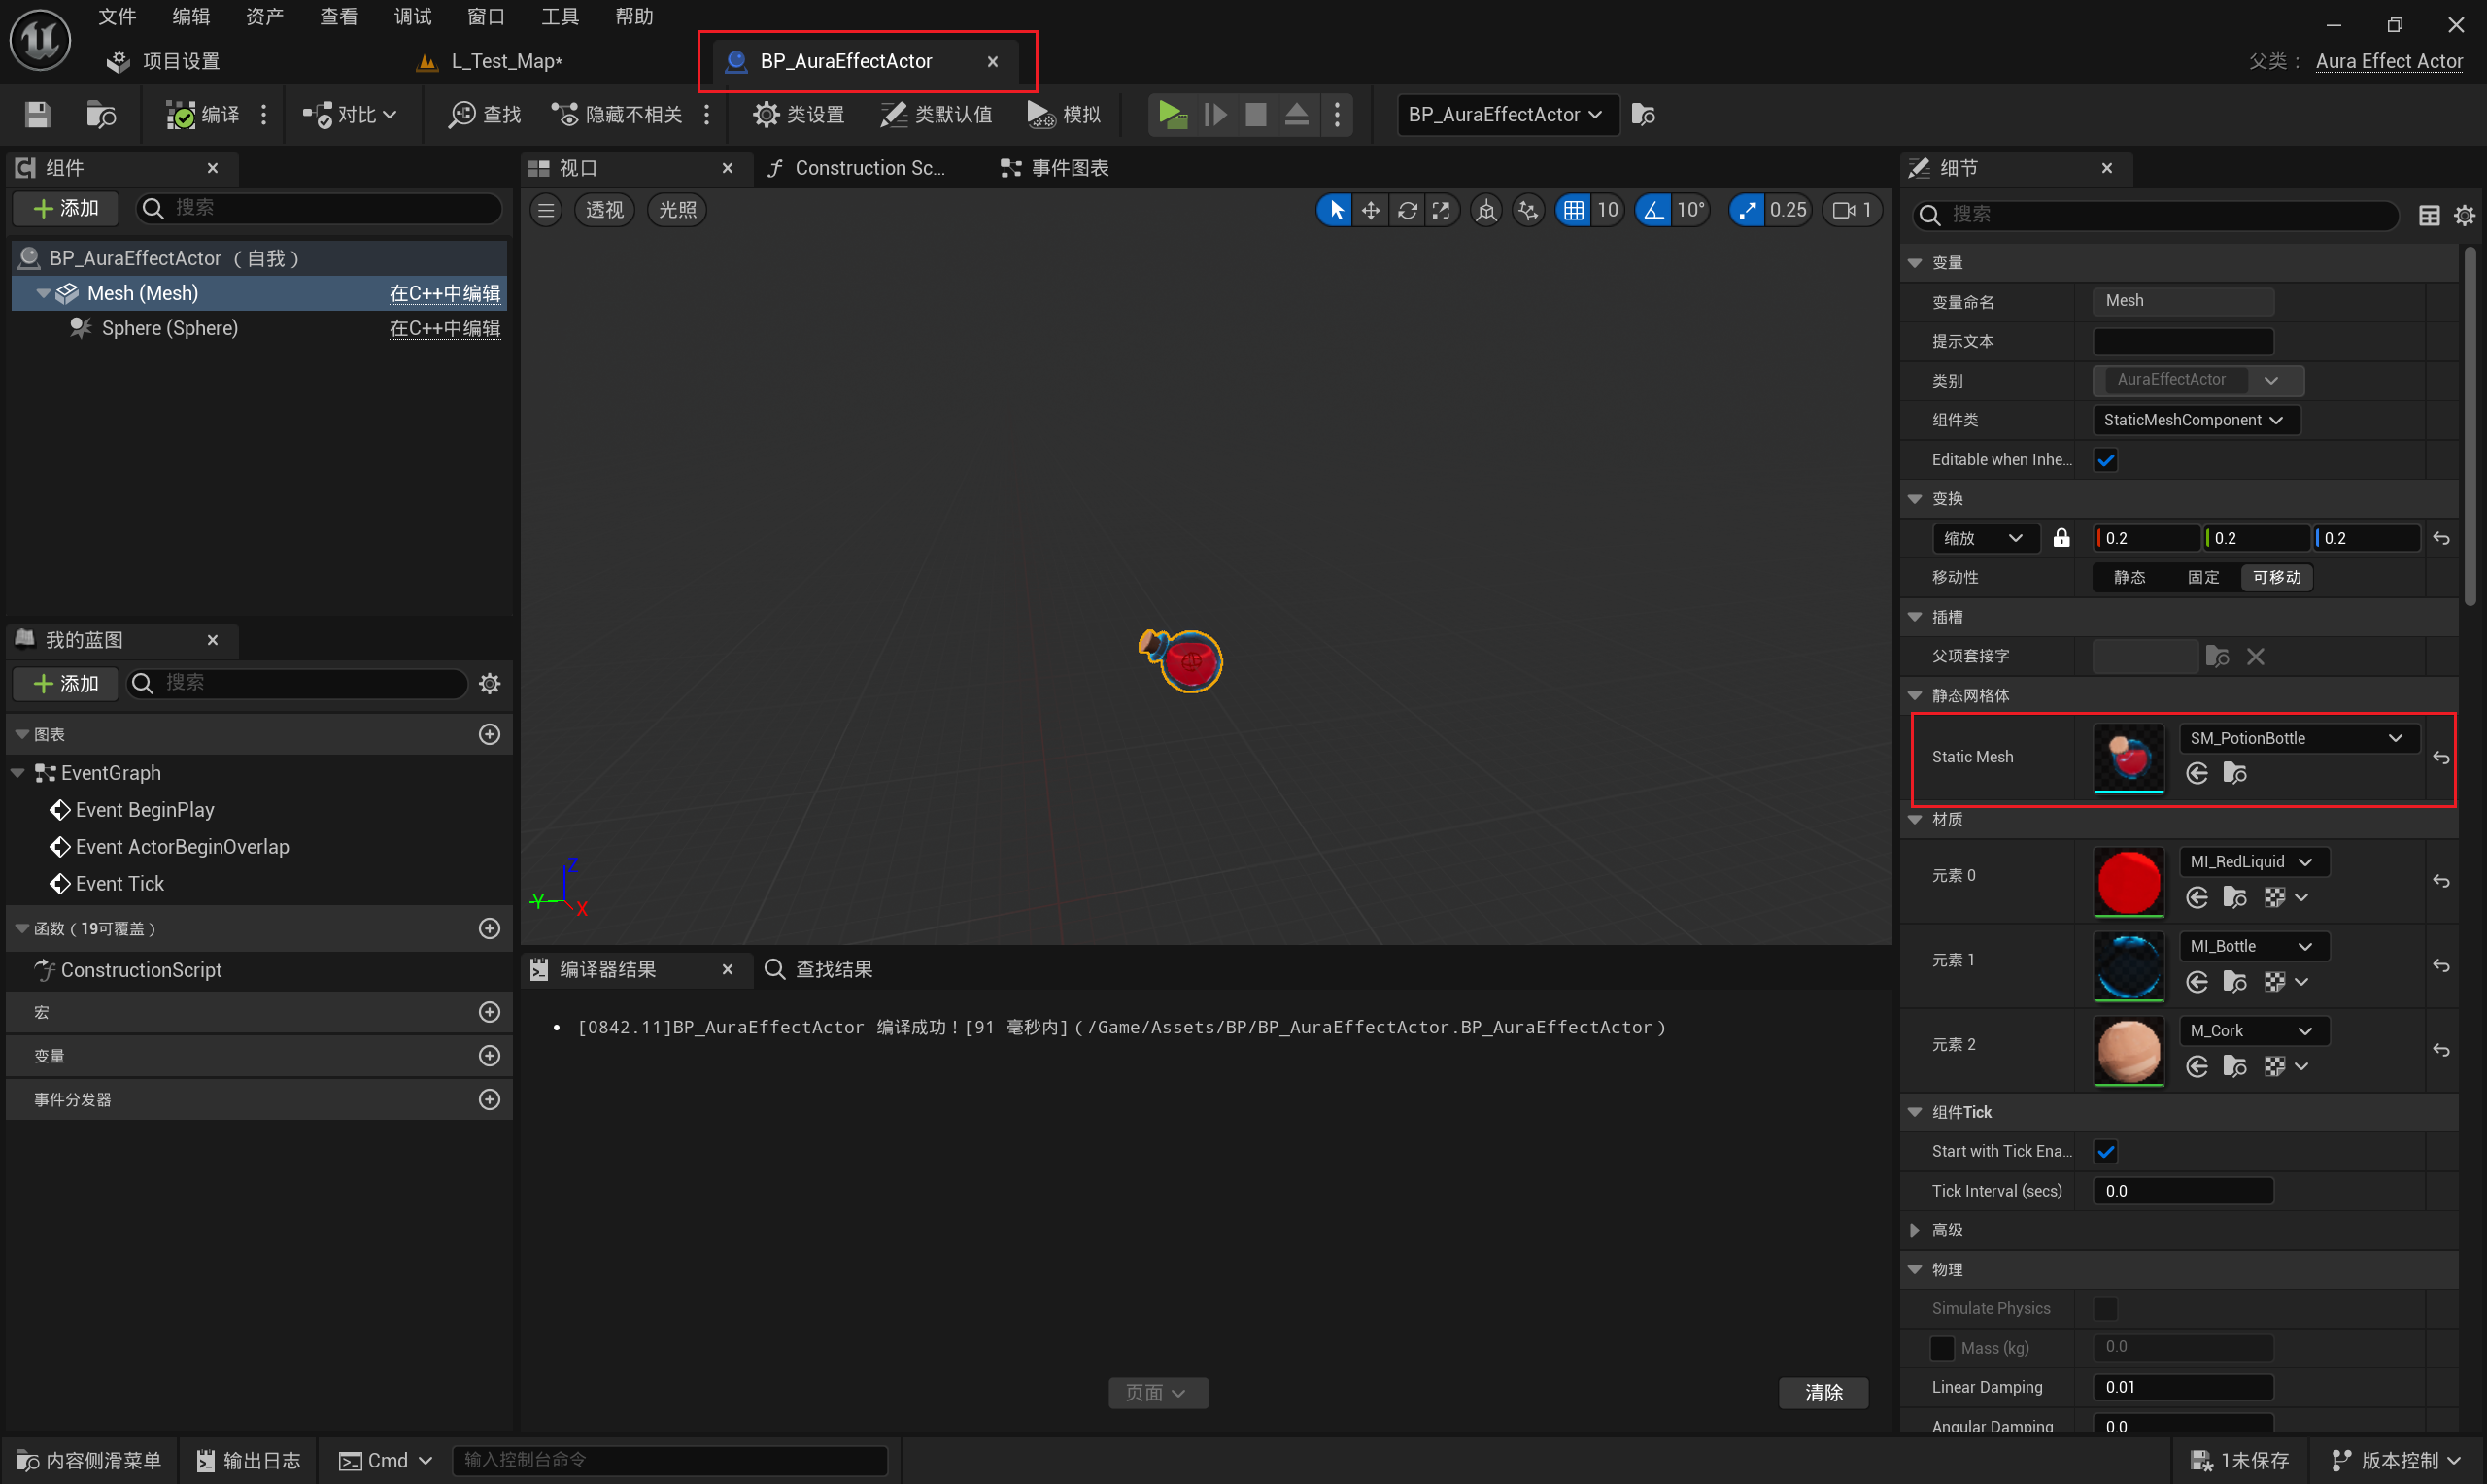 文件 编辑 资产 查看 调试 窗口 工具 帮助
项目设置 L_Test_Map* BP_AuraEffectActor 父类： Aura Effect Actor
编译 对比 查找 隐藏不相关 类设置 类默认值 模拟 BP_AuraEffectActor
组件
添加 搜索
BP_AuraEffectActor （自我）
Mesh (Mesh) 在C++中编辑
Sphere (Sphere) 在C++中编辑
我的蓝图
添加 搜索
图表
EventGraph
Event BeginPlay
Event ActorBeginOverlap
Event Tick
函数（19可覆盖）
ConstructionScript
宏
变量
事件分发器
视口 Construction Sc... 事件图表
透视 光照 10 10° 0.25 1
Z
Y
X
编译器结果 查找结果
[0842.11]BP_AuraEffectActor 编译成功！[91 毫秒内]（/Game/Assets/BP/BP_AuraEffectActor.BP_AuraEffectActor）
页面 清除
细节
搜索
变量
变量命名 Mesh
提示文本
类别 AuraEffectActor
组件类 StaticMeshComponent
Editable when Inhe...
变换
缩放 0.2 0.2 0.2
移动性 静态 固定 可移动
插槽
父项套接字
静态网格体
Static Mesh SM_PotionBottle
材质
元素 0 MI_RedLiquid
元素 1 MI_Bottle
元素 2 M_Cork
组件Tick
Start with Tick Ena...
Tick Interval (secs) 0.0
高级
物理
Simulate Physics
Mass (kg) 0.0
Linear Damping 0.01
Angular Damping 0.0
内容侧滑菜单 输出日志 Cmd 输入控制台命令 1未保存 版本控制